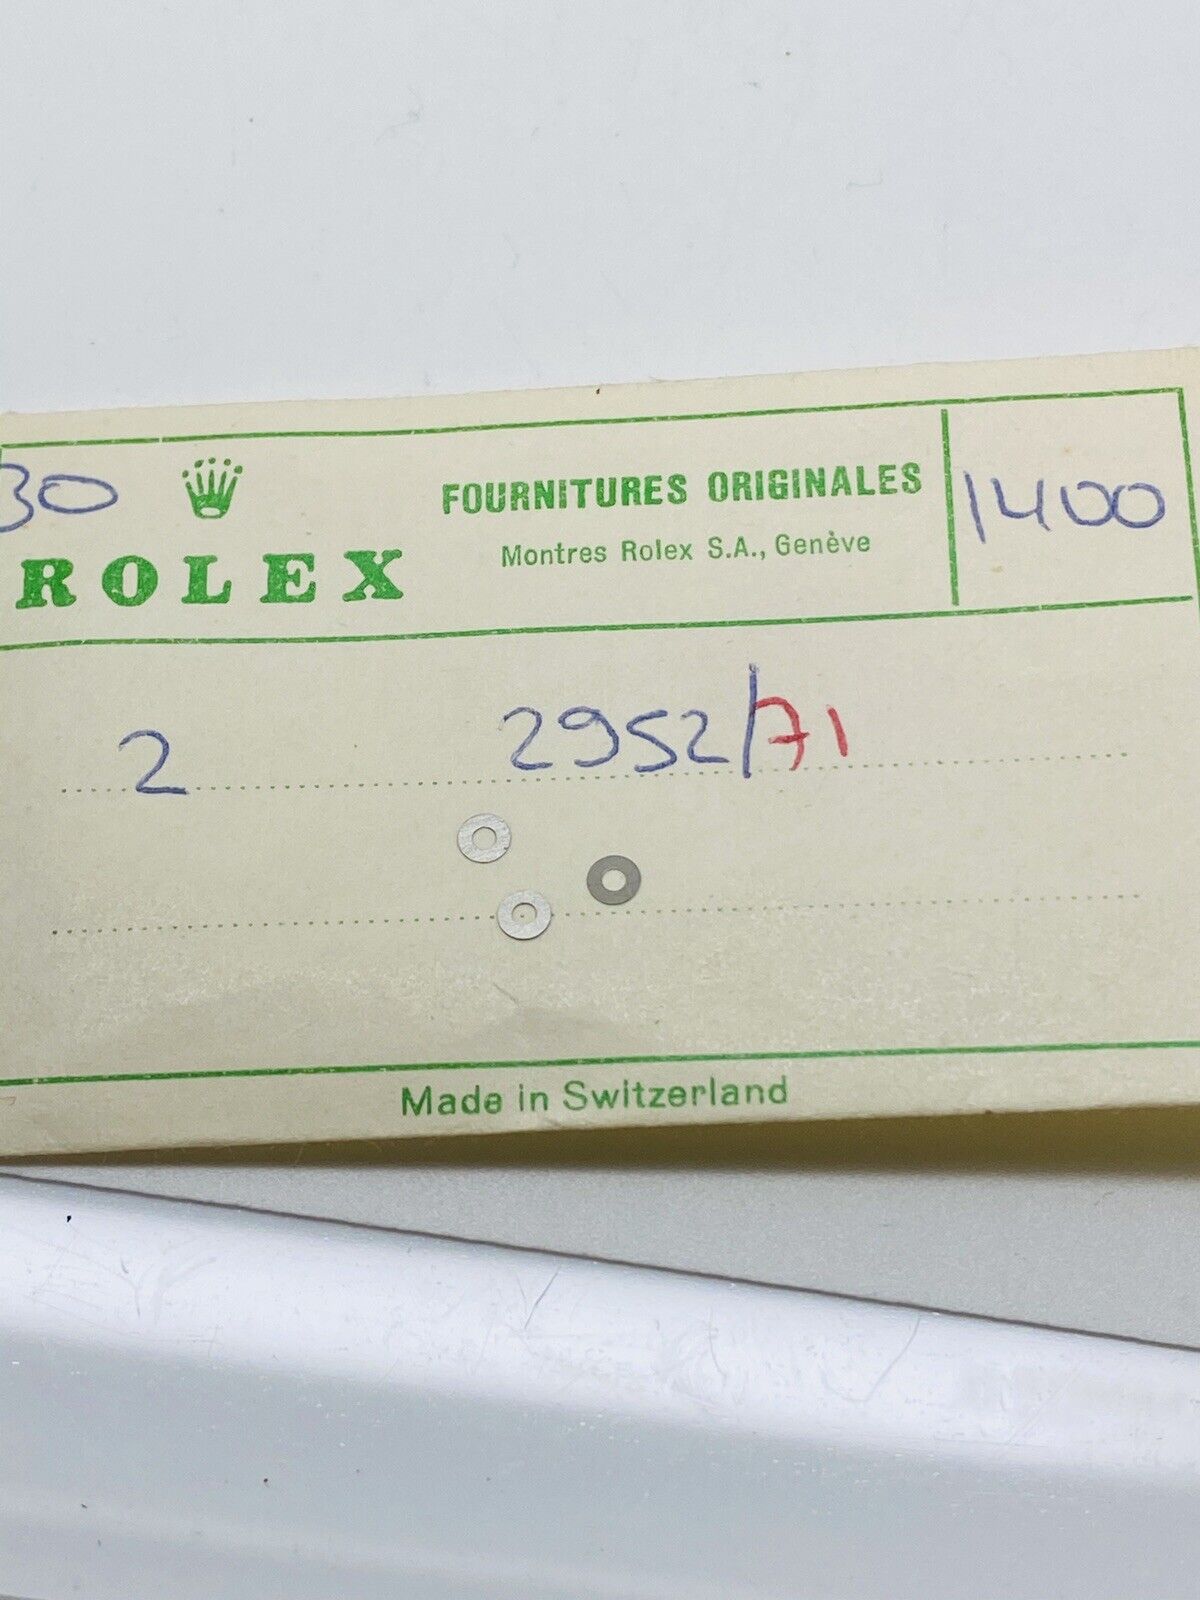 30
ROLEX
FOURNITURES ORIGINALES
Montres Rolex S.A., Genève
1400
2 2952/71
Made in Switzerland